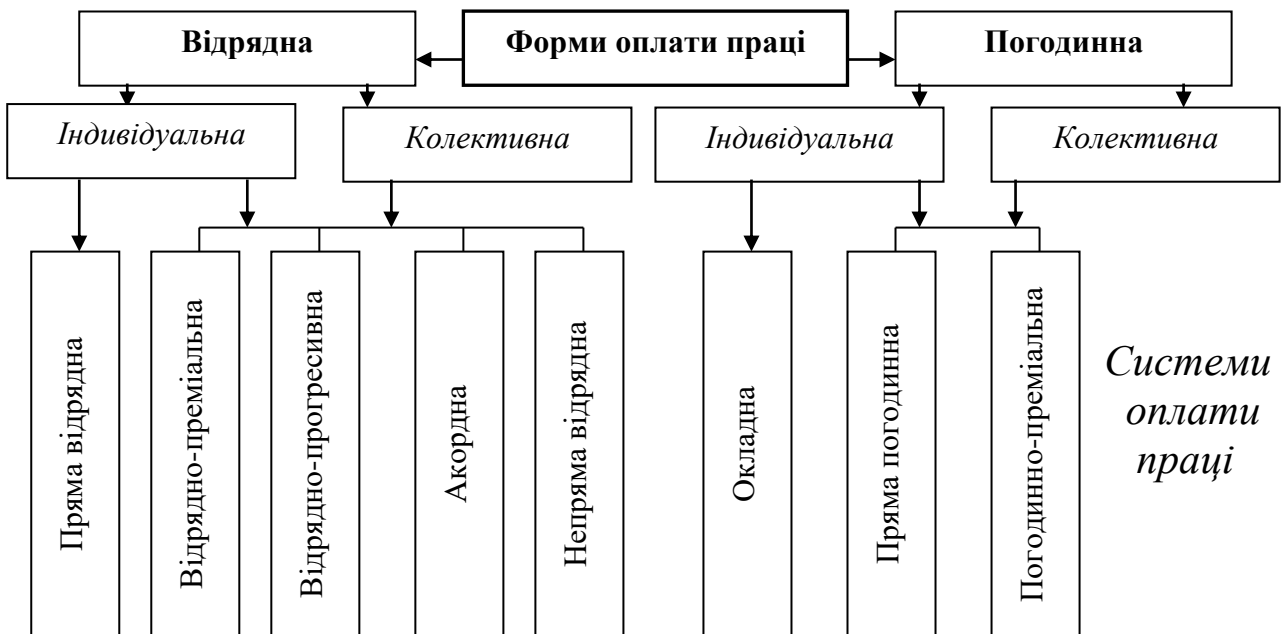 Відрядна
Форми оплати праці
Погодинна
Індивідуальна
Колективна
Індивідуальна
Колективна
Пряма відрядна
Відрядно-преміальна
Відрядно-прогресивна
Акордна
Непряма відрядна
Окладна
Пряма погодинна
Погодинно-преміальна
Системи
оплати
праці